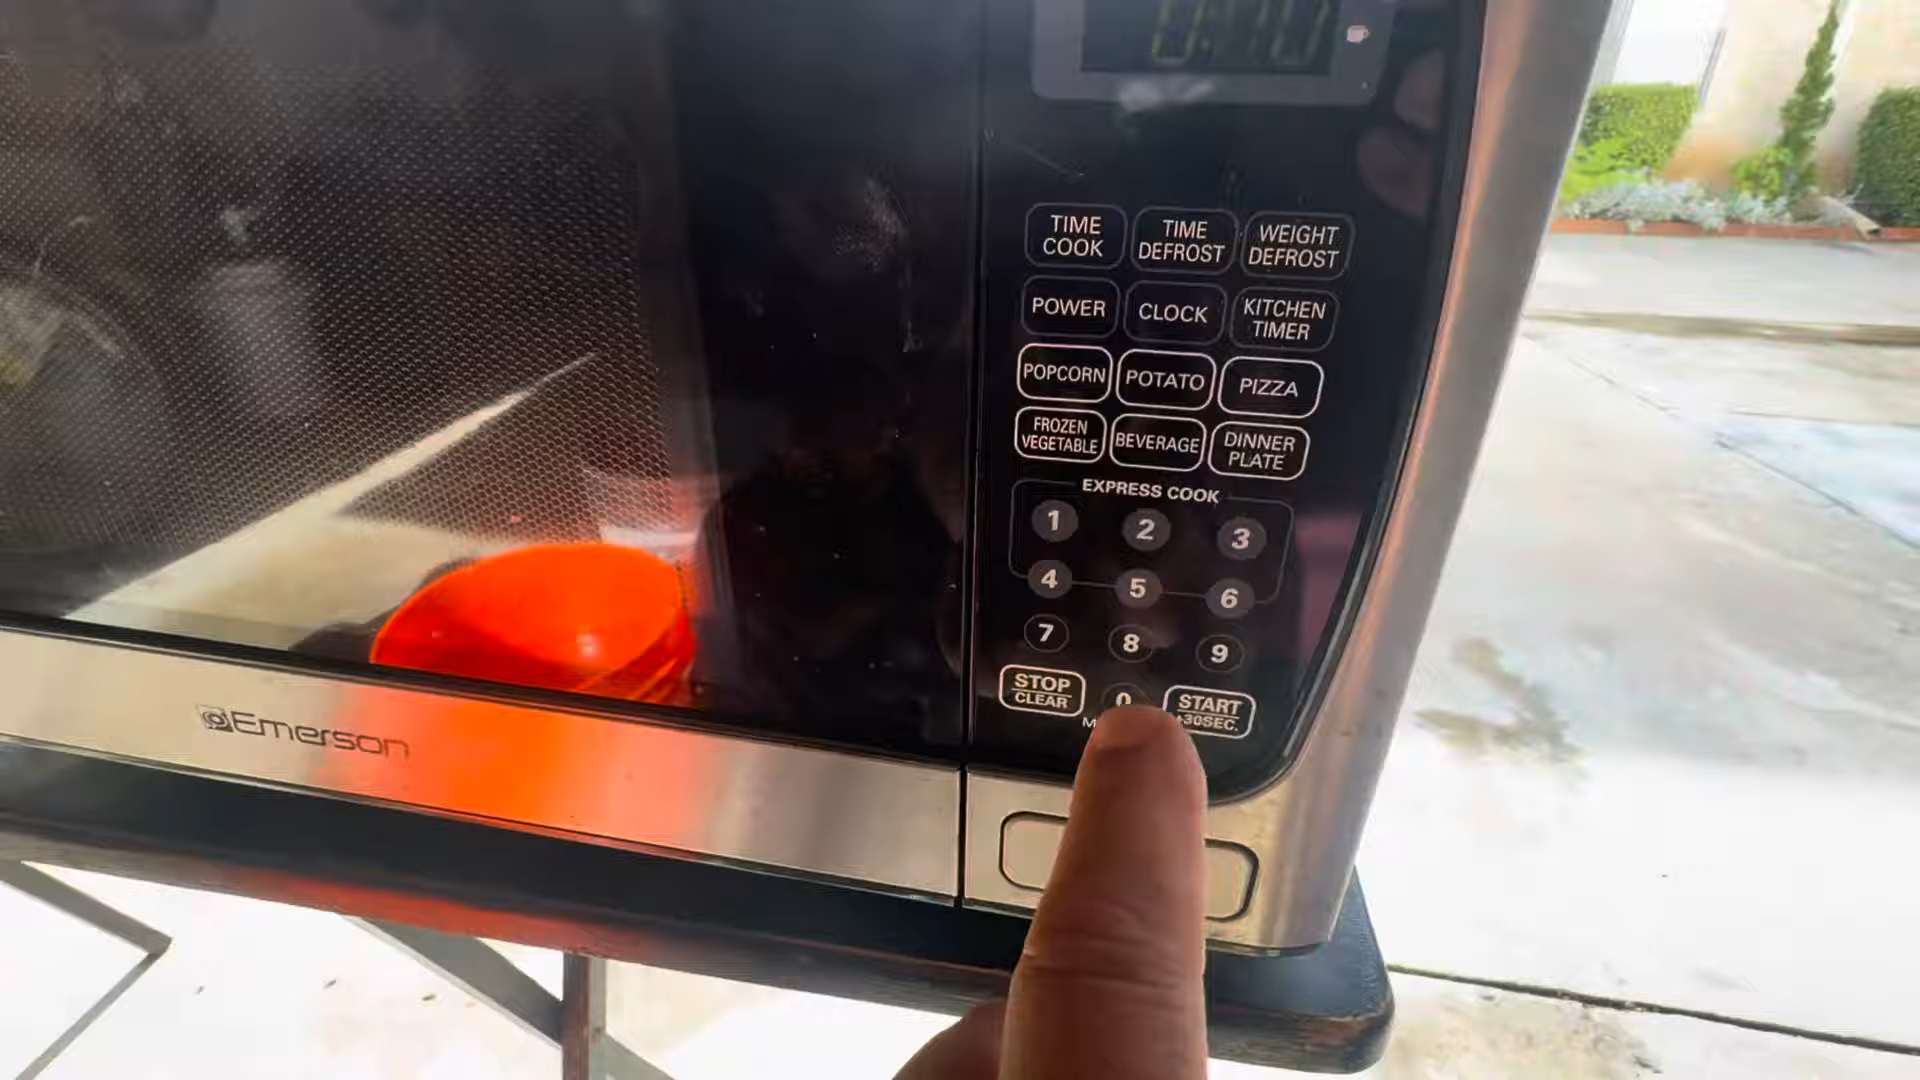 TIME
COOK
TIME
DEFROST
WEIGHT
DEFROST
POWER
CLOCK
KITCHEN
TIMER
POPCORN
POTATO
PIZZA
FROZEN
VEGETABLE
BEVERAGE
DINNER
PLATE
EXPRESS COOK
1
2
3
4
5
6
7
8
9
STOP
CLEAR
0
START
+30SEC.
Emerson